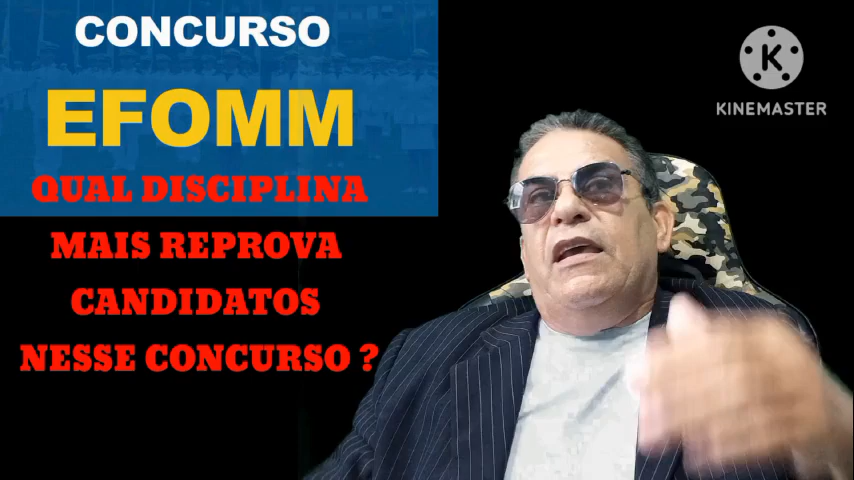 CONCURSO
EFOMM
QUAL DISCIPLINA
MAIS REPROVA
CANDIDATOS
NESSE CONCURSO ?
K
KINEMASTER